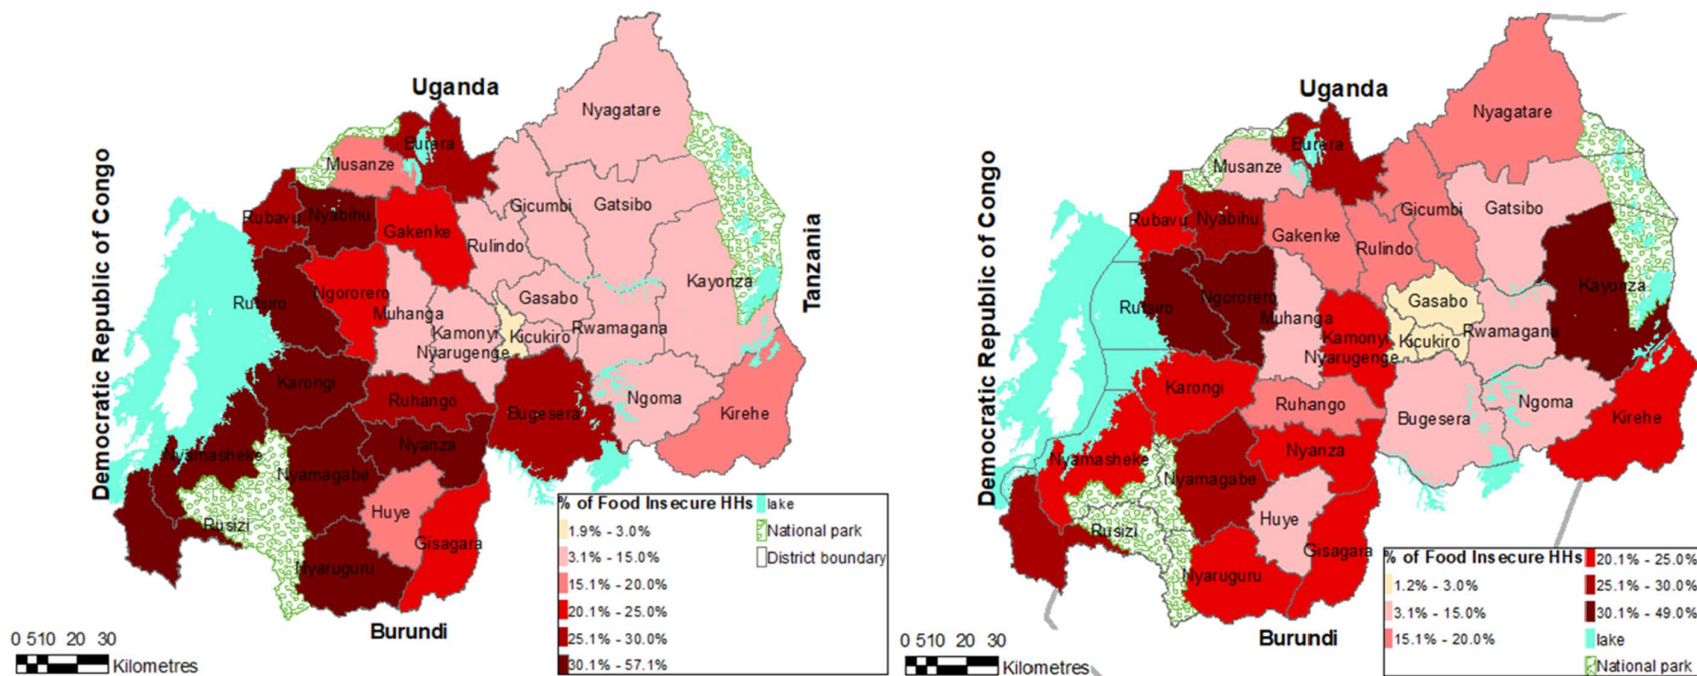 Uganda
Nyagatare
Burera
Musanze
Democratic Republic of Congo
Rubavu
Nyabihu
Gakenke
Gicumbi
Gatsibo
Rulindo
Tanzania
Kayonza
Rutsiro
Ngororero
Muhanga
Gasabo
Kamonyi
Kicukiro
Rwamagana
Nyarugenge
Karongi
Ruhango
Bugesera
Ngoma
Kirehe
Nyamasheke
Nyamagabe
Nyanza
Rusizi
Huye
Gisagara
Nyaruguru
Burundi
0 510 20 30
Kilometres
% of Food Insecure HHs
1.9% - 3.0%
3.1% - 15.0%
15.1% - 20.0%
20.1% - 25.0%
25.1% - 30.0%
30.1% - 57.1%
lake
National park
District boundary
Uganda
Nyagatare
Burera
Musanze
Democratic Republic of Congo
Rubavu
Nyabihu
Gakenke
Gicumbi
Gatsibo
Rulindo
Kayonza
Rutsiro
Ngororero
Muhanga
Gasabo
Kamonyi
Kicukiro
Rwamagana
Nyarugenge
Karongi
Ruhango
Bugesera
Ngoma
Kirehe
Nyamasheke
Nyamagabe
Nyanza
Rusizi
Huye
Gisagara
Nyaruguru
Burundi
0 510 20 30
Kilometres
% of Food Insecure HHs
1.2% - 3.0%
3.1% - 15.0%
15.1% - 20.0%
20.1% - 25.0%
25.1% - 30.0%
30.1% - 49.0%
lake
National park